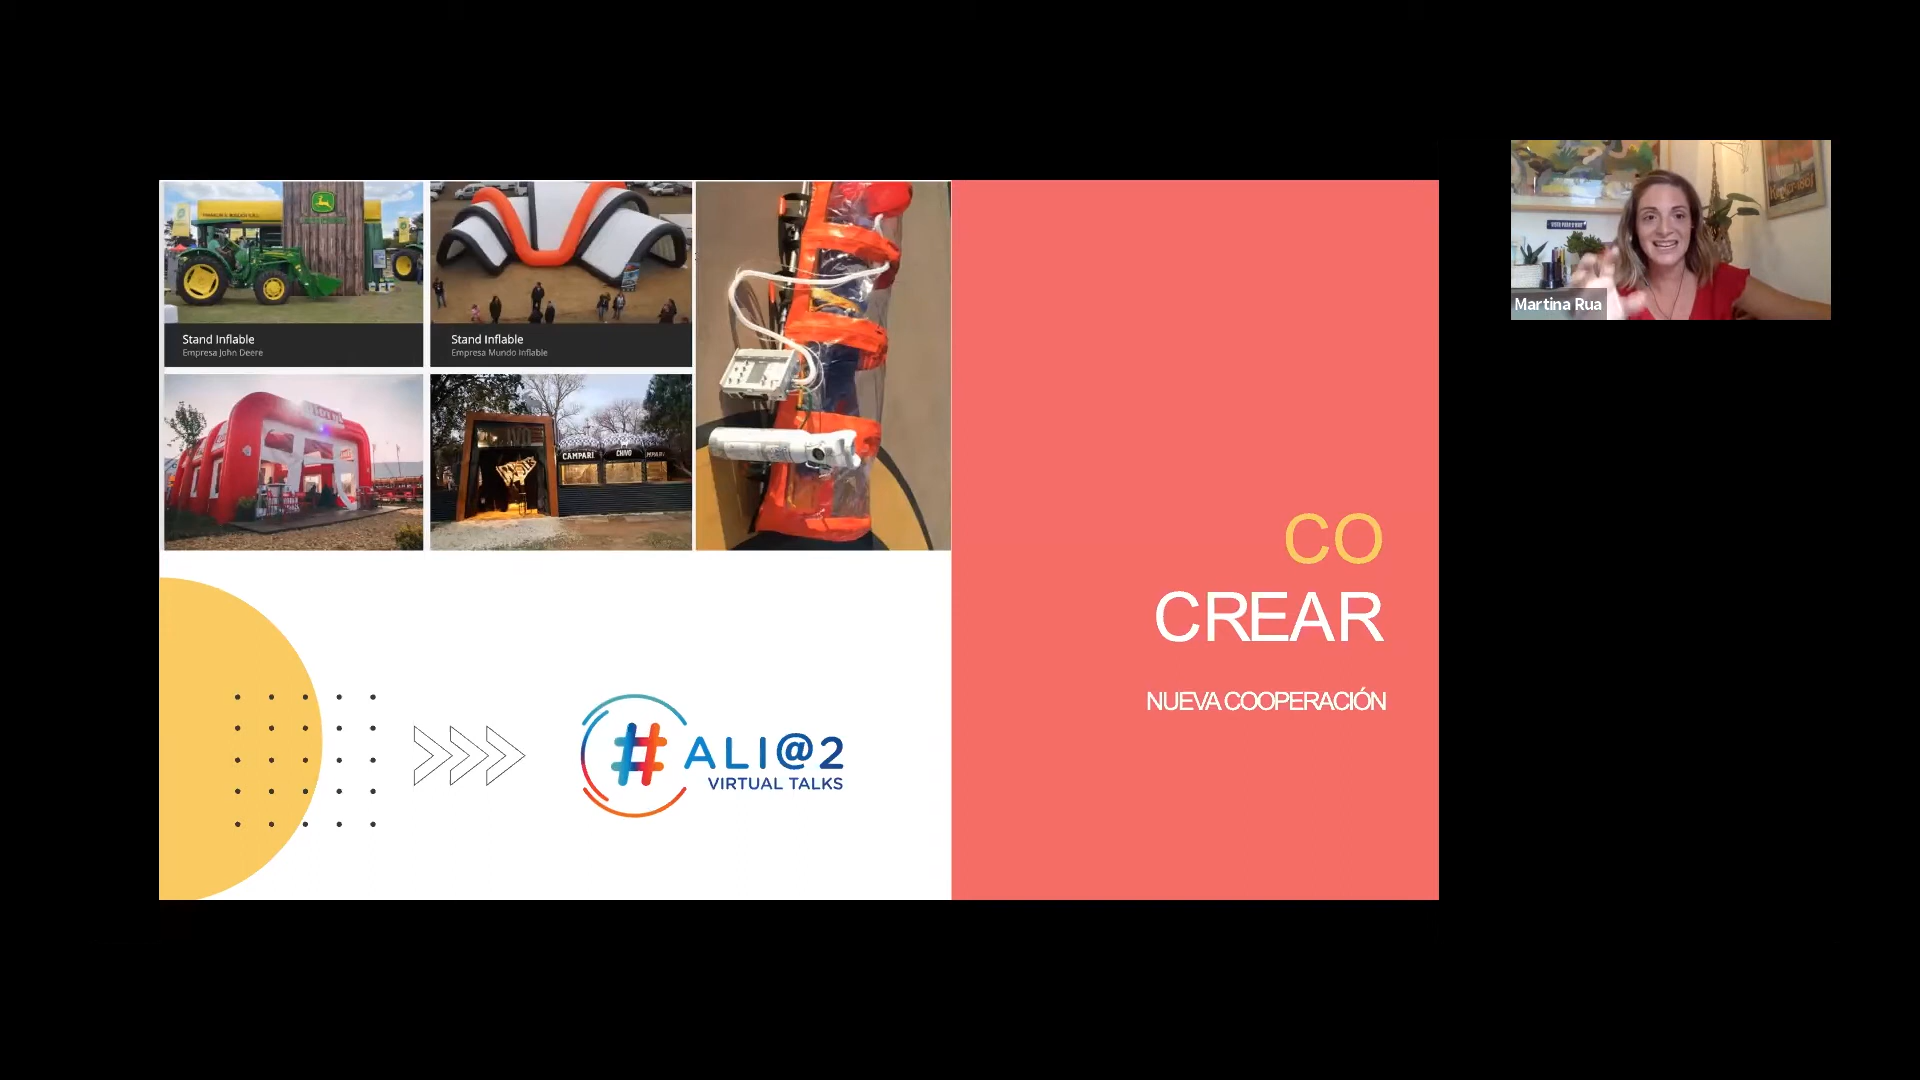 Stand Inflable
Empresa John Deere
Stand Inflable
Empresa Mundo Inflable
CAMPARI
CHIVO
CO
CREAR
NUEVA COOPERACIÓN
# ALI@2
VIRTUAL TALKS
Martina Rua